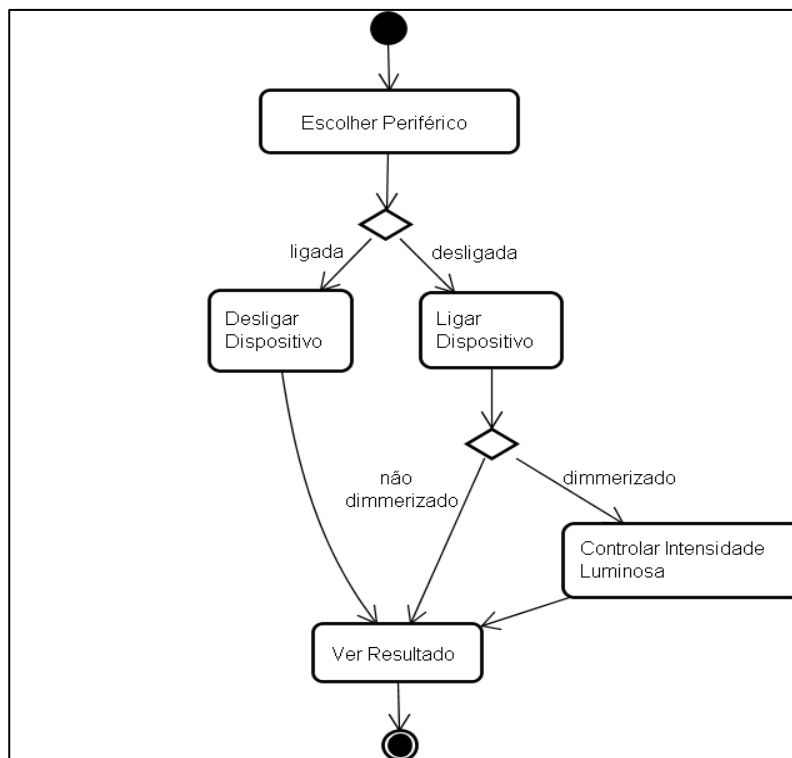 Escolher Periférico
ligada
desligada
Desligar
Dispositivo
Ligar
Dispositivo
não
dimmerizado
dimmerizado
Controlar Intensidade
Luminosa
Ver Resultado